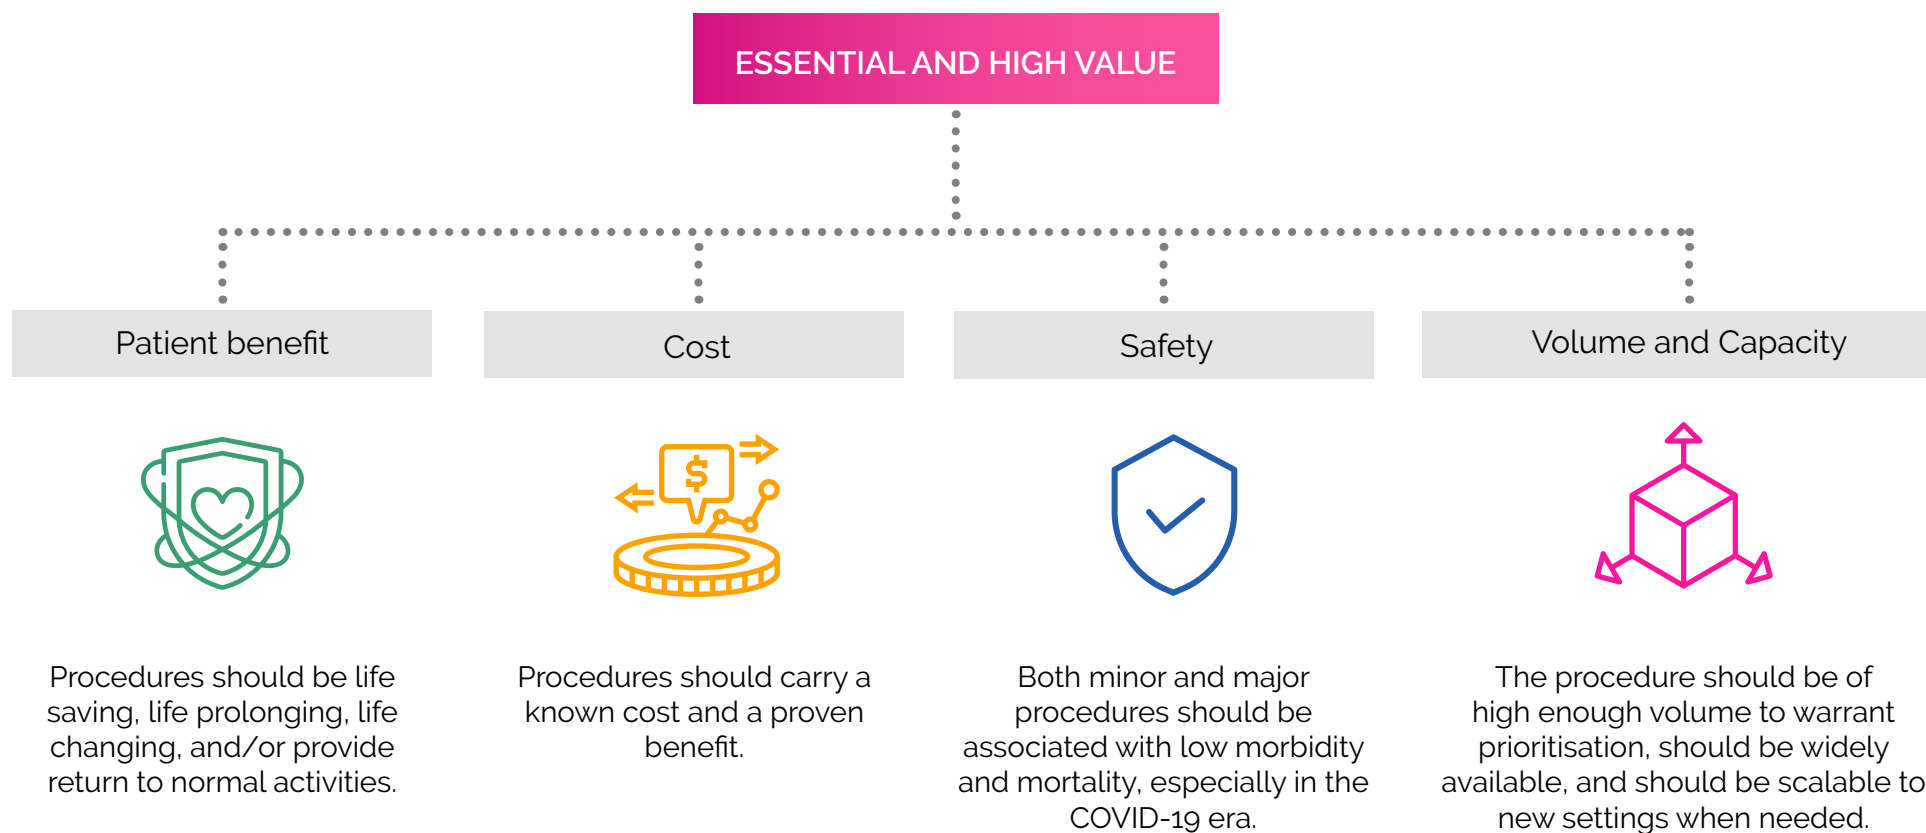 ESSENTIAL AND HIGH VALUE
Patient benefit
Cost
Safety
Volume and Capacity
$
Procedures should be life
saving, life prolonging, life
changing, and/or provide
return to normal activities.
Procedures should carry a
known cost and a proven
benefit.
Both minor and major
procedures should be
associated with low morbidity
and mortality, especially in the
COVID-19 era.
The procedure should be of
high enough volume to warrant
prioritisation, should be widely
available, and should be scalable to
new settings when needed.